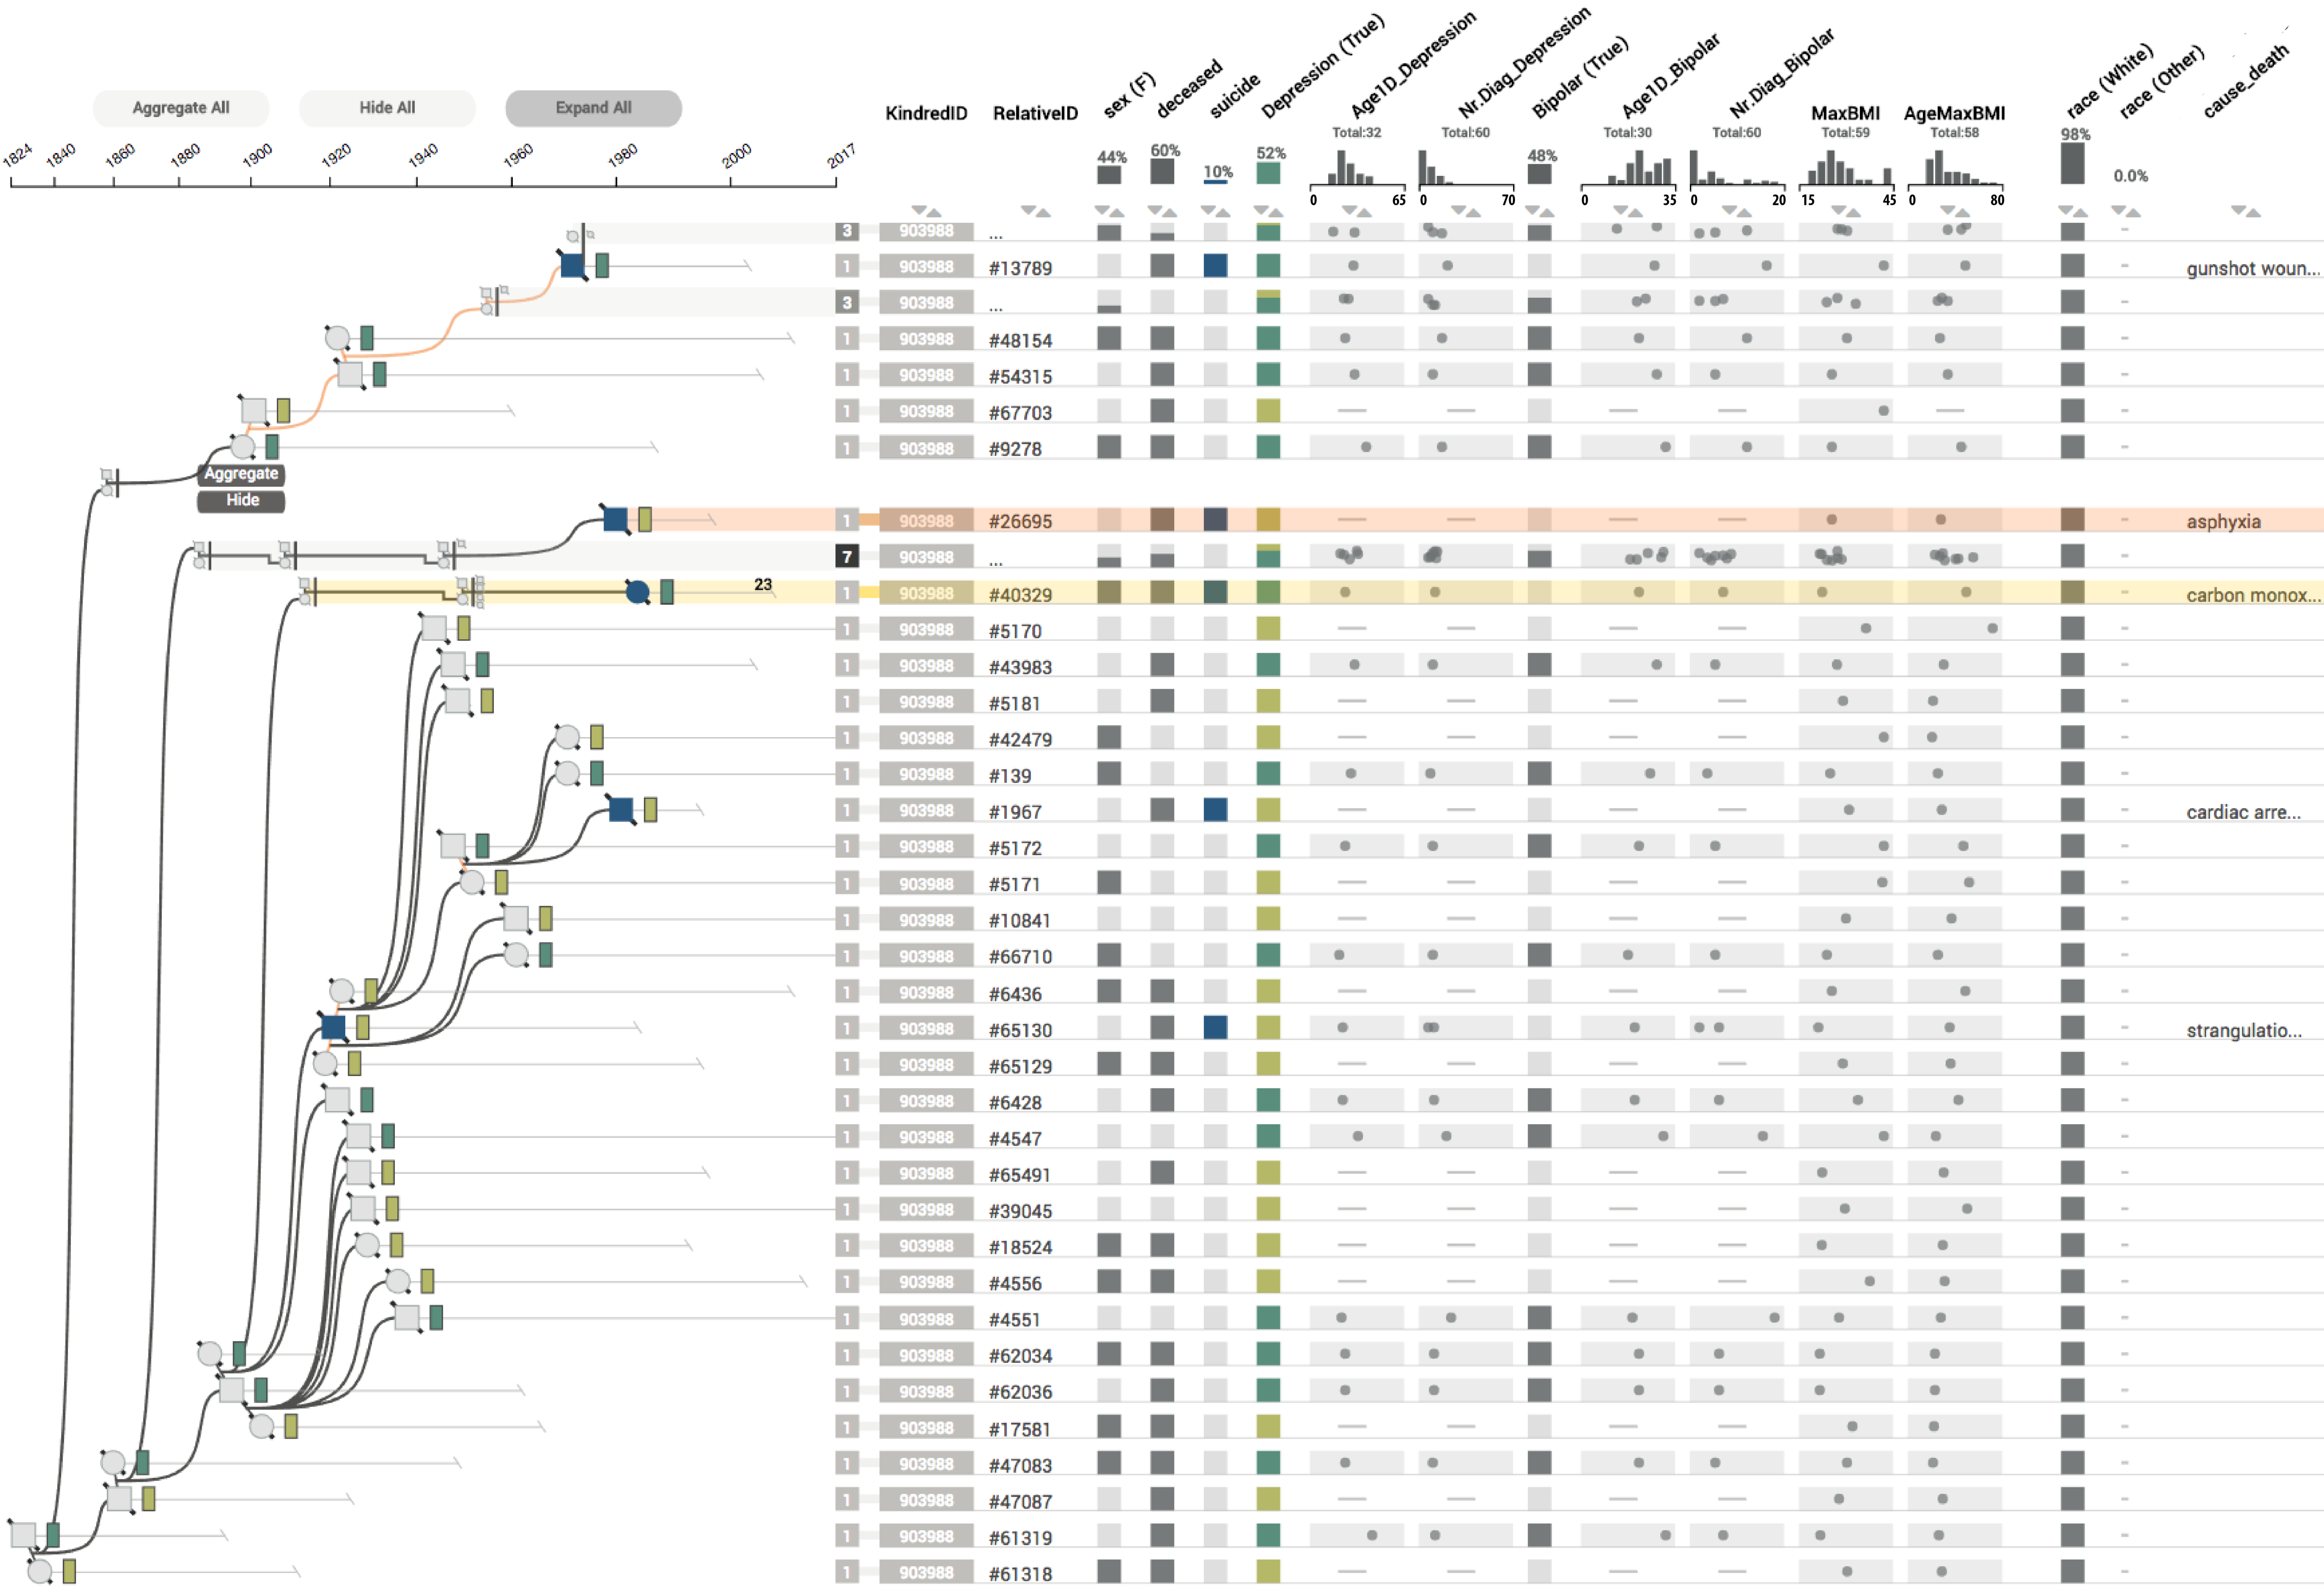 Aggregate All Hide All Expand All
1824 1840 1860 1880 1900 1920 1940 1960 1980 2000 2017
KindredID RelativeID sex (F) deceased suicide Depression (True) Age1D_Depression Nr.Diag_Depression Bipolar (True) Age1D_Bipolar Nr.Diag_Bipolar MaxBMI AgeMaxBMI race (White) race (Other) cause_death
Total:32 Total:60 Total:30 Total:60 Total:59 Total:58
44% 60% 10% 52% 48% 98% 0.0%
0 65 0 70 0 35 0 20 15 45 0 80
3 903988 ... -
1 903988 #13789 - gunshot woun...
3 903988 ... -
1 903988 #48154 -
1 903988 #54315 -
1 903988 #67703 -
1 903988 #9278 -
Aggregate
Hide
1 903988 #26695 - asphyxia
7 903988 ... -
23 1 903988 #40329 - carbon monox...
1 903988 #5170 -
1 903988 #43983 -
1 903988 #5181 -
1 903988 #42479 -
1 903988 #139 -
1 903988 #1967 - cardiac arre...
1 903988 #5172 -
1 903988 #5171 -
1 903988 #10841 -
1 903988 #66710 -
1 903988 #6436 -
1 903988 #65130 - strangulatio...
1 903988 #65129 -
1 903988 #6428 -
1 903988 #4547 -
1 903988 #65491 -
1 903988 #39045 -
1 903988 #18524 -
1 903988 #4556 -
1 903988 #4551 -
1 903988 #62034 -
1 903988 #62036 -
1 903988 #17581 -
1 903988 #47083 -
1 903988 #47087 -
1 903988 #61319 -
1 903988 #61318 -